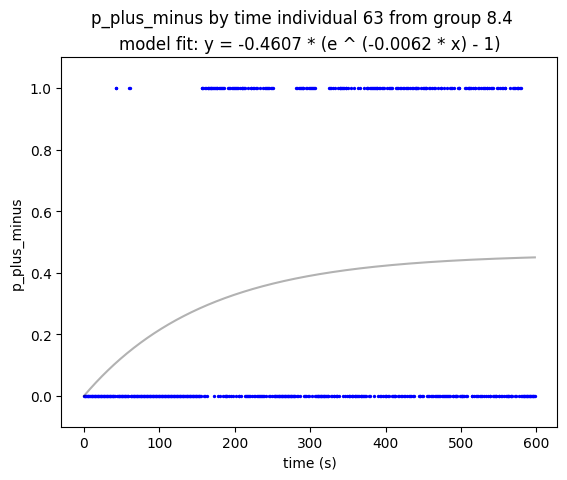 p_plus_minus by time individual 63 from group 8.4
model fit: y = -0.4607 * (e ^ (-0.0062 * x) - 1)
1.0
0.8
0.6
0.4
0.2
0.0
p_plus_minus
0 100 200 300 400 500 600
time (s)